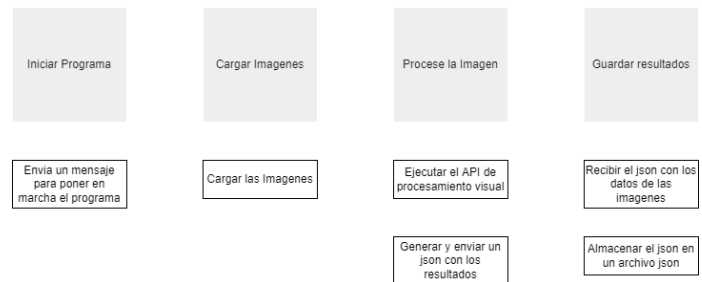 Iniciar Programa
Cargar Imagenes
Procese la Imagen
Guardar resultados
Envia un mensaje
para poner en
marcha el programa
Cargar las Imagenes
Ejecutar el API de
procesamiento visual
Recibir el json con los
datos de las
imagenes
Generar y enviar un
json con los
resultados
Almacenar el json en
un archivo json